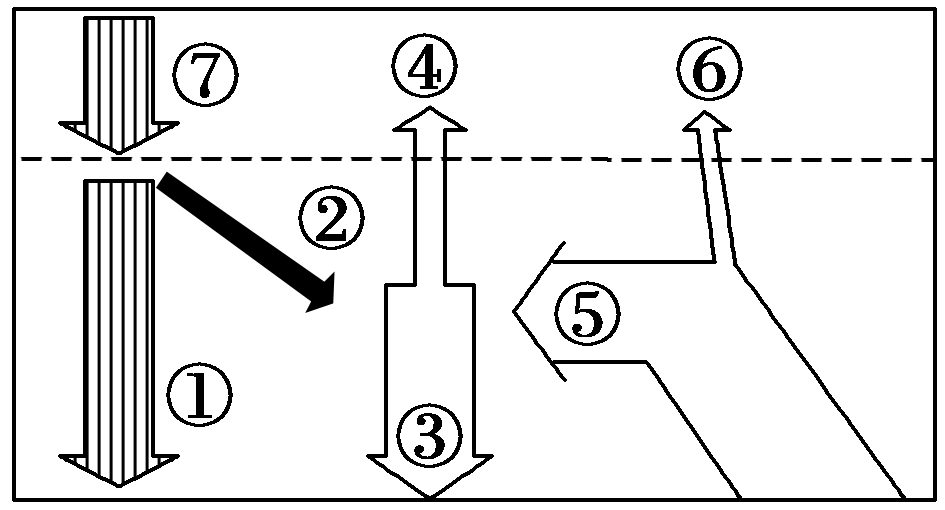 ⑦ ④ ⑥
②
⑤
①
③